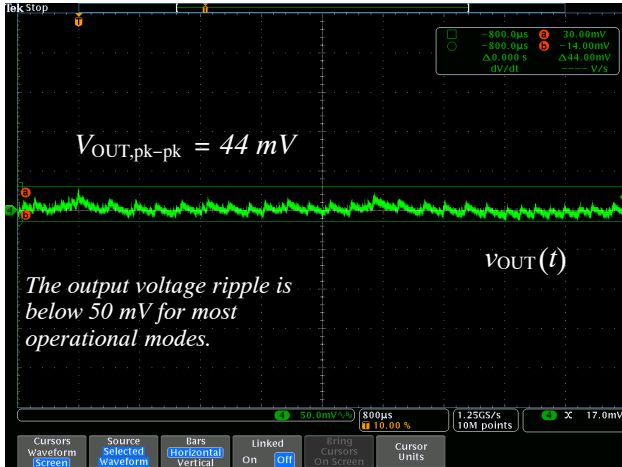 Tek Stop
T
T
-800.0µs a 30.00mV
-800.0µs b -14.00mV
Δ0.000 s Δ44.00mV
dV/dt ---- V/s
VOUT,pk−pk = 44 mV
a
4
b
vOUT(t)
The output voltage ripple is
below 50 mV for most
operational modes.
4 50.0mV
800µs
T 10.00 %
1.25GS/s
10M points
4 X 17.0mV
Cursors
Waveform
Screen
Source
Selected
Waveform
Bars
Horizontal
Vertical
Linked
On Off
Bring
Cursors
On Screen
Cursor
Units